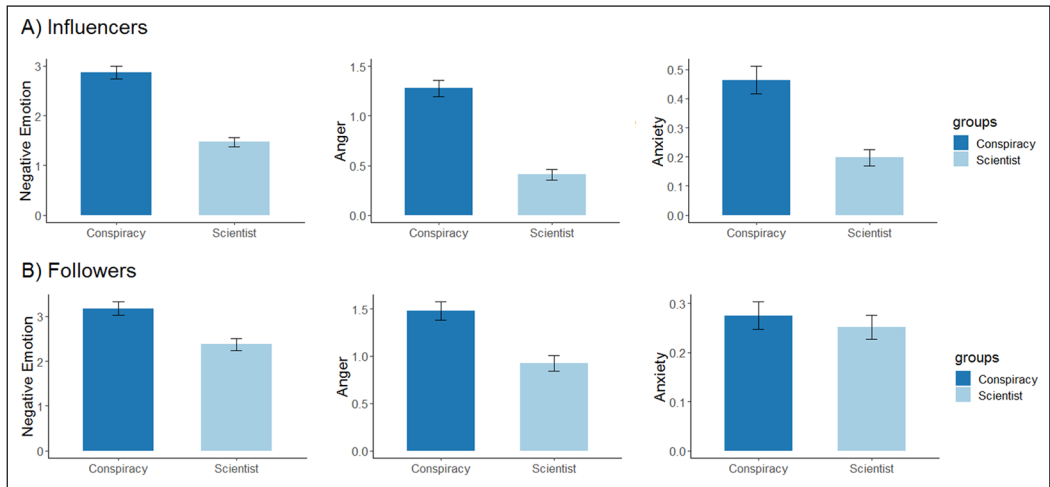 A) Influencers
Negative Emotion
3
2
1
0
Conspiracy
Scientist
Anger
1.5
1.0
0.5
0.0
Conspiracy
Scientist
Anxiety
0.5
0.4
0.3
0.2
0.1
0.0
Conspiracy
Scientist
groups
Conspiracy
Scientist
B) Followers
Negative Emotion
3
2
1
0
Conspiracy
Scientist
Anger
1.5
1.0
0.5
0.0
Conspiracy
Scientist
Anxiety
0.3
0.2
0.1
0.0
Conspiracy
Scientist
groups
Conspiracy
Scientist